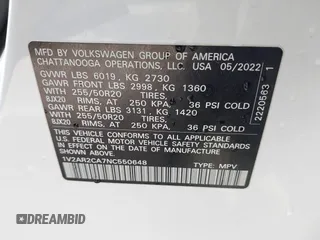 MFD BY VOLKSWAGEN GROUP OF AMERICA
CHATTANOOGA OPERATIONS, LLC. USA 05/2022
GVWR LBS 6019, KG 2730
GAWR FRONT LBS 2998, KG 1360
8JX20 TIRES: 255/50R20
RIMS AT 250 KPA. 36 PSI COLD
GAWR REAR LBS 3131, KG 1420
8JX20 TIRES: 255/50R20
RIMS AT 250 KPA. 36 PSI COLD
THIS VEHICLE CONFORMS TO ALL APPLICABLE
U.S. FEDERAL MOTOR VEHICLE SAFETY STANDARDS
IN EFFECT ON THE DATE OF MANUFACTURE
SHOWN ABOVE.
1V2AR2CA7NC550648 TYPE: MPV
2220563 1
DREAMBID